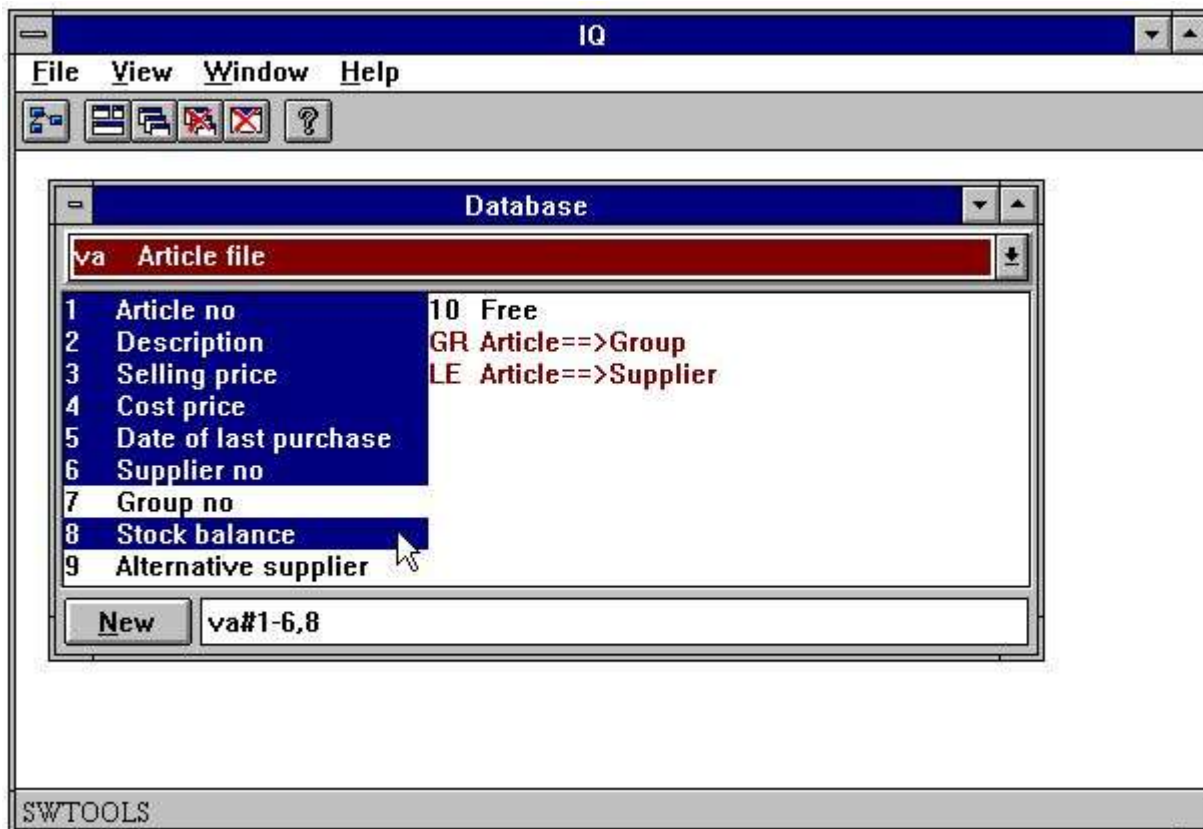 IQ
File View Window Help
Database
va Article file
1 Article no
2 Description
3 Selling price
4 Cost price
5 Date of last purchase
6 Supplier no
7 Group no
8 Stock balance
9 Alternative supplier
10 Free
GR Article==>Group
LE Article==>Supplier
New va#1-6,8
SWTOOLS